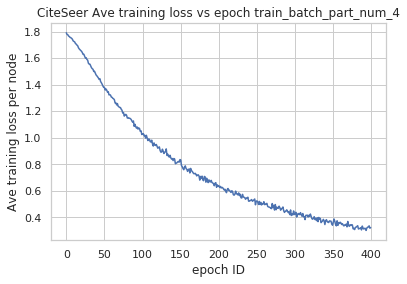 CiteSeer Ave training loss vs epoch train_batch_part_num_4
Ave training loss per node
1.8
1.6
1.4
1.2
1.0
0.8
0.6
0.4
0 50 100 150 200 250 300 350 400
epoch ID